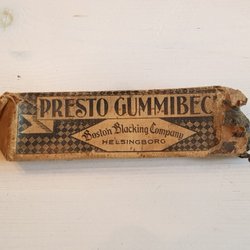 PRESTO GUMMIBEC
Boston Blacking Company
HELSINGBORG